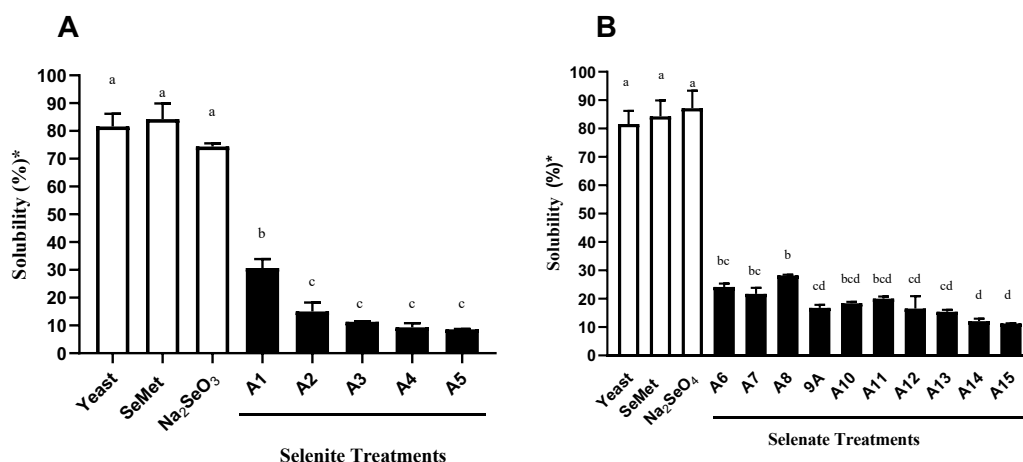 A
Solubility (%)*
100
90
80
70
60
50
40
30
20
10
0
a
a
a
b
c
c
c
c
Yeast
SeMet
Na₂SeO₃
A1
A2
A3
A4
A5
Selenite Treatments
B
Solubility (%)*
100
90
80
70
60
50
40
30
20
10
0
a
a
a
bc
bc
b
cd
bcd
bcd
cd
cd
d
d
Yeast
SeMet
Na₂SeO₄
A6
A7
A8
9A
A10
A11
A12
A13
A14
A15
Selenate Treatments